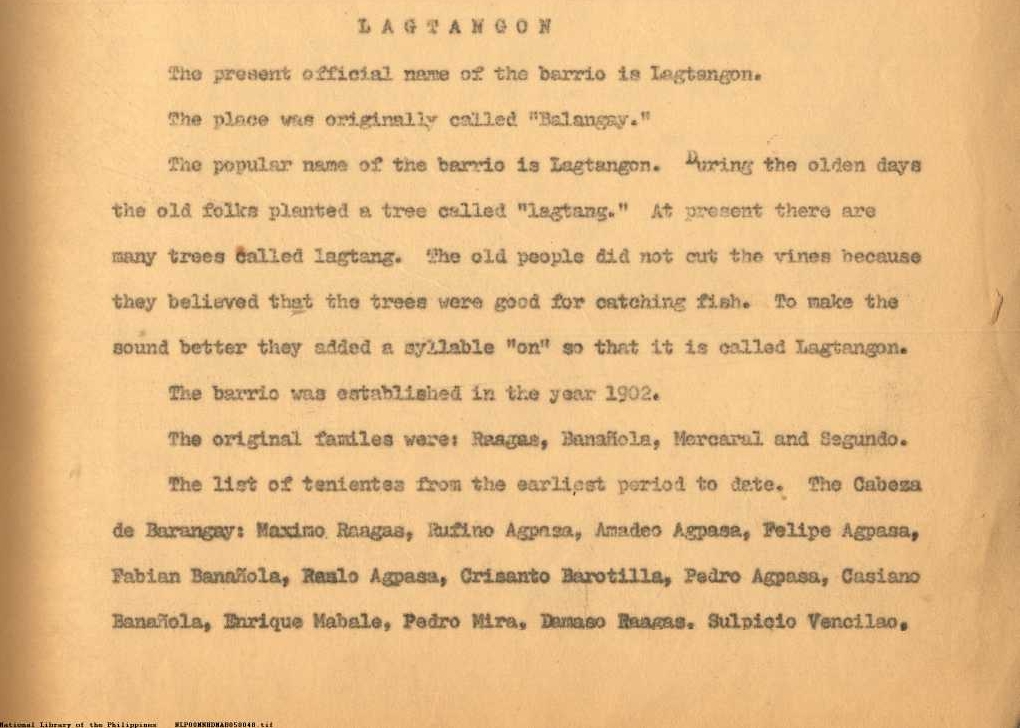 LAGTANGON
The present official name of the barrio is Lagtangon.
The place was originally called "Balangay."
The popular name of the barrio is Lagtangon. During the olden days
the old folks planted a tree called "lagtang." At present there are
many trees called lagtang. The old people did not cut the vines because
they believed that the trees were good for catching fish. To make the
sound better they added a syllable "on" so that it is called Lagtangon.
The barrio was established in the year 1902.
The original familes were: Raagas, Banañola, Mercaral and Segundo.
The list of tenientes from the earliest period to date. The Cabeza
de Barangay: Maximo Raagas, Rufino Agpasa, Amadeo Agpasa, Felipe Agpasa,
Fabian Banañola, Agpasa, Crisanto Barotilla, Pedro Agpasa, Casiano
Banañola, Enrique Mabale, Pedro Mira, Damaso Raagas. Sulpicio Vencilao,
National Library of the Philippines